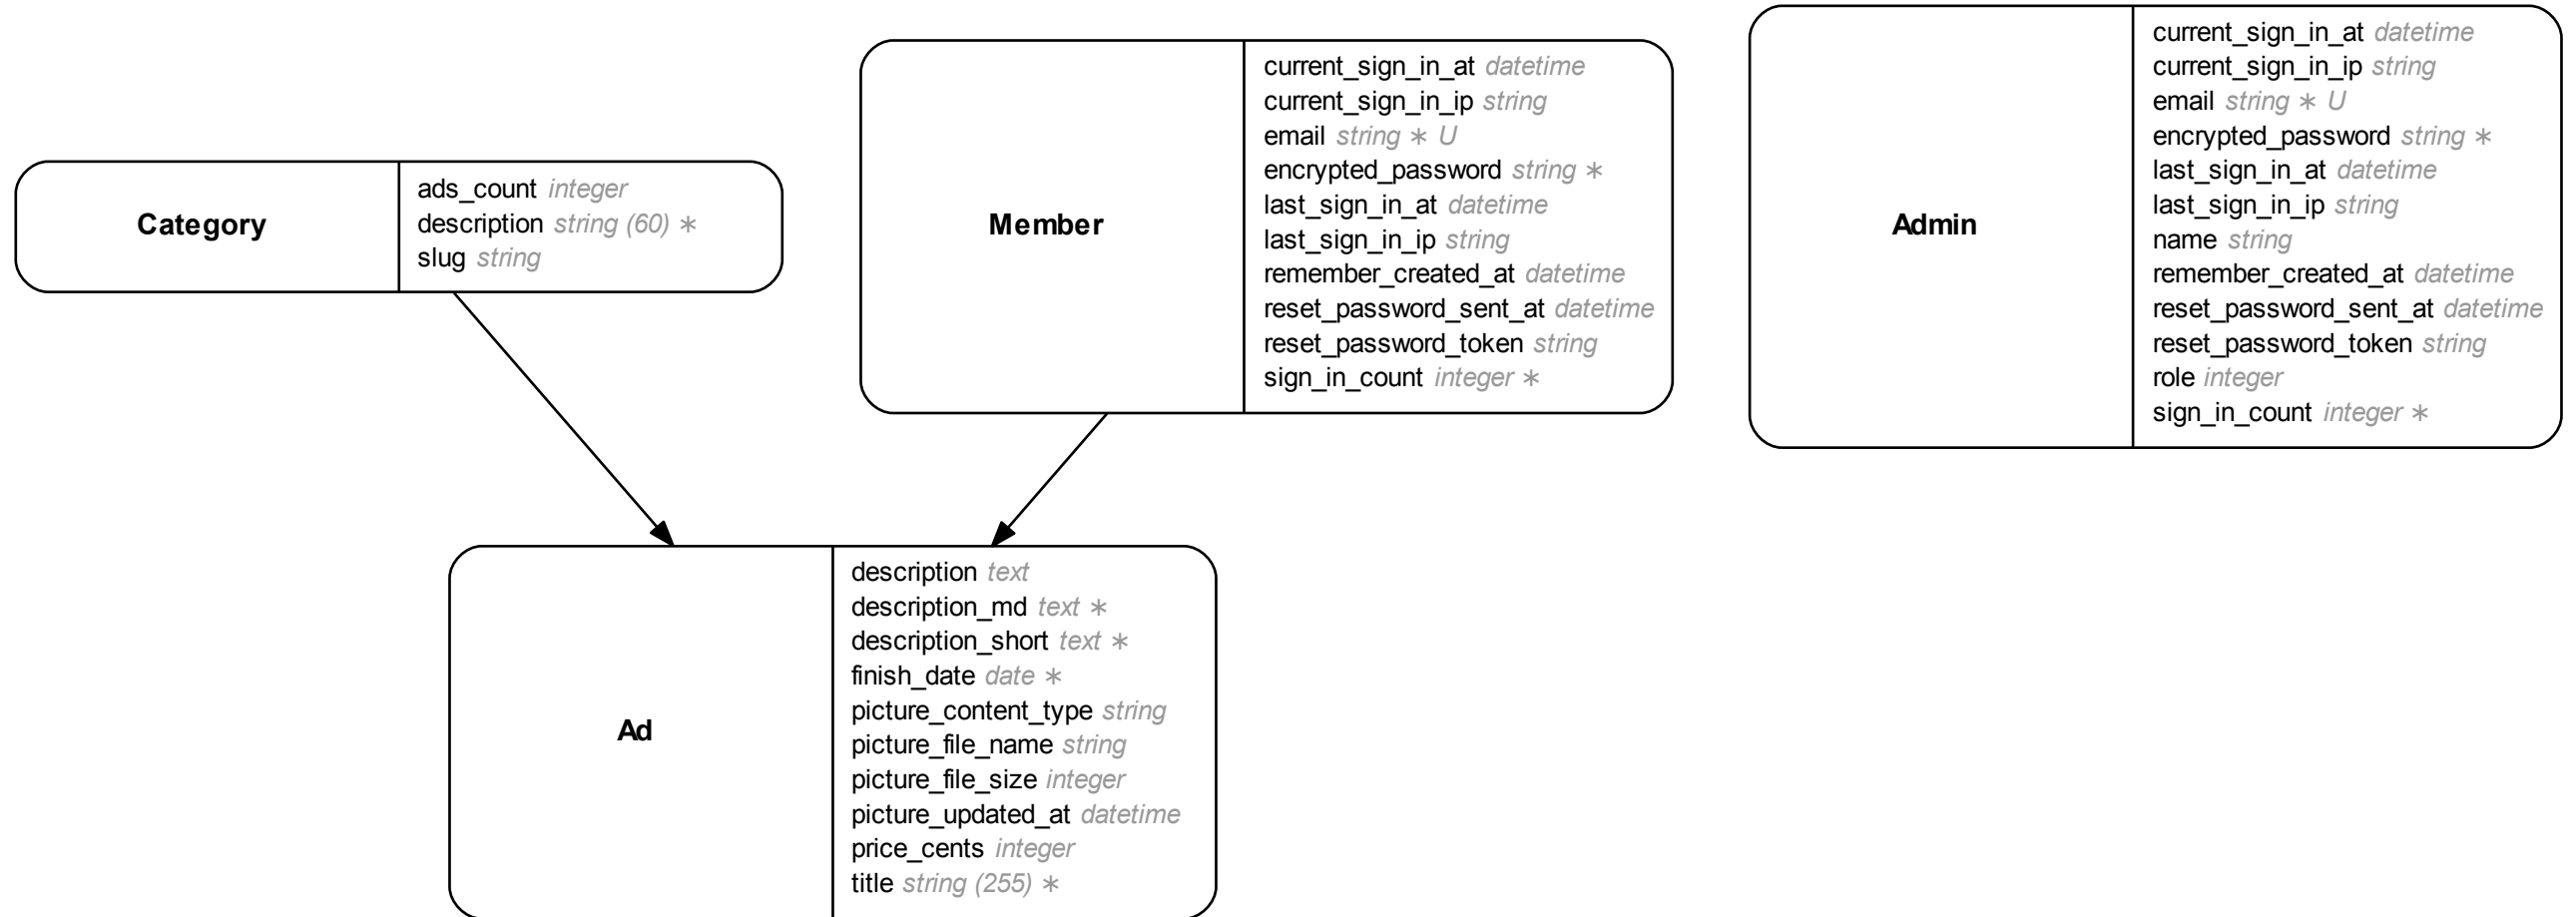 Category
ads_count integer
description string (60) ∗
slug string
Member
current_sign_in_at datetime
current_sign_in_ip string
email string ∗ U
encrypted_password string ∗
last_sign_in_at datetime
last_sign_in_ip string
remember_created_at datetime
reset_password_sent_at datetime
reset_password_token string
sign_in_count integer ∗
Admin
current_sign_in_at datetime
current_sign_in_ip string
email string ∗ U
encrypted_password string ∗
last_sign_in_at datetime
last_sign_in_ip string
name string
remember_created_at datetime
reset_password_sent_at datetime
reset_password_token string
role integer
sign_in_count integer ∗
Ad
description text
description_md text ∗
description_short text ∗
finish_date date ∗
picture_content_type string
picture_file_name string
picture_file_size integer
picture_updated_at datetime
price_cents integer
title string (255) ∗